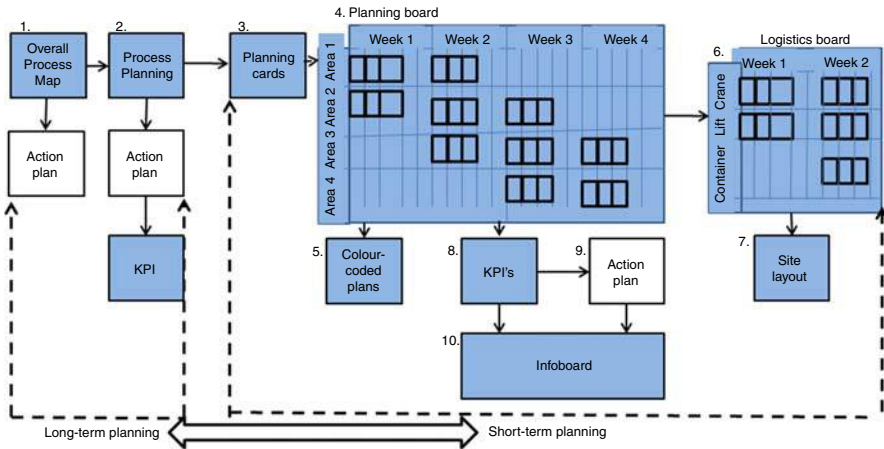 1.
Overall
Process
Map
Action
plan
2.
Process
Planning
Action
plan
KPI
3.
Planning
cards
4. Planning board
Week 1
Week 2
Week 3
Week 4
Area 1
Area 2
Area 3
Area 4
5.
Colour-
coded
plans
8.
KPI's
9.
Action
plan
10.
Infoboard
6.
Logistics board
Week 1
Week 2
Crane
Lift
Container
7.
Site
layout
Long-term planning
Short-term planning